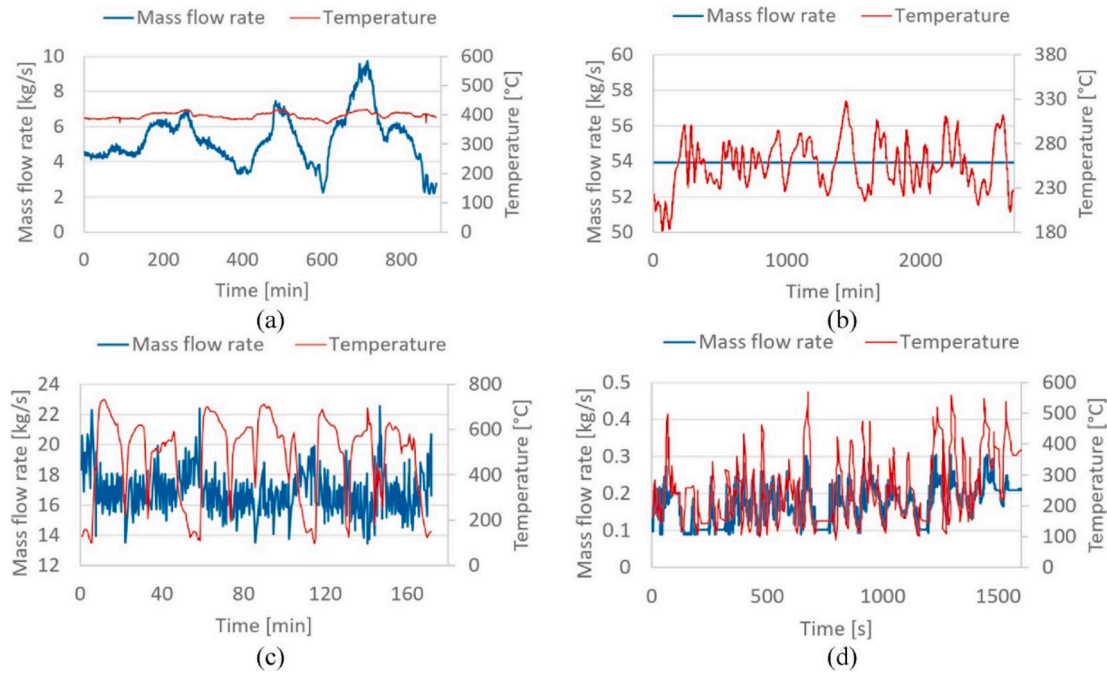 Mass flow rate Temperature
Mass flow rate [kg/s]
10
8
6
4
2
0
600
500
400
300
200
100
0
Temperature [°C]
0 200 400 600 800
Time [min]
(a)
Mass flow rate Temperature
Mass flow rate [kg/s]
60
58
56
54
52
50
380
330
280
230
180
Temperature [°C]
0 1000 2000
Time [min]
(b)
Mass flow rate Temperature
Mass flow rate [kg/s]
24
22
20
18
16
14
12
800
600
400
200
0
Temperature [°C]
0 40 80 120 160
Time [min]
(c)
Mass flow rate Temperature
Mass flow rate [kg/s]
0.5
0.4
0.3
0.2
0.1
0
600
500
400
300
200
100
0
Temperature [°C]
0 500 1000 1500
Time [s]
(d)